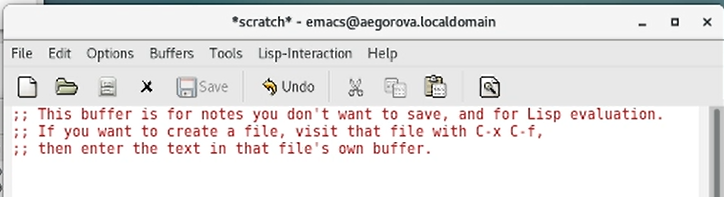 *scratch* - emacs@aegorova.localdomain
File Edit Options Buffers Tools Lisp-Interaction Help
Save Undo
;; This buffer is for notes you don't want to save, and for Lisp evaluation.
;; If you want to create a file, visit that file with C-x C-f,
;; then enter the text in that file's own buffer.